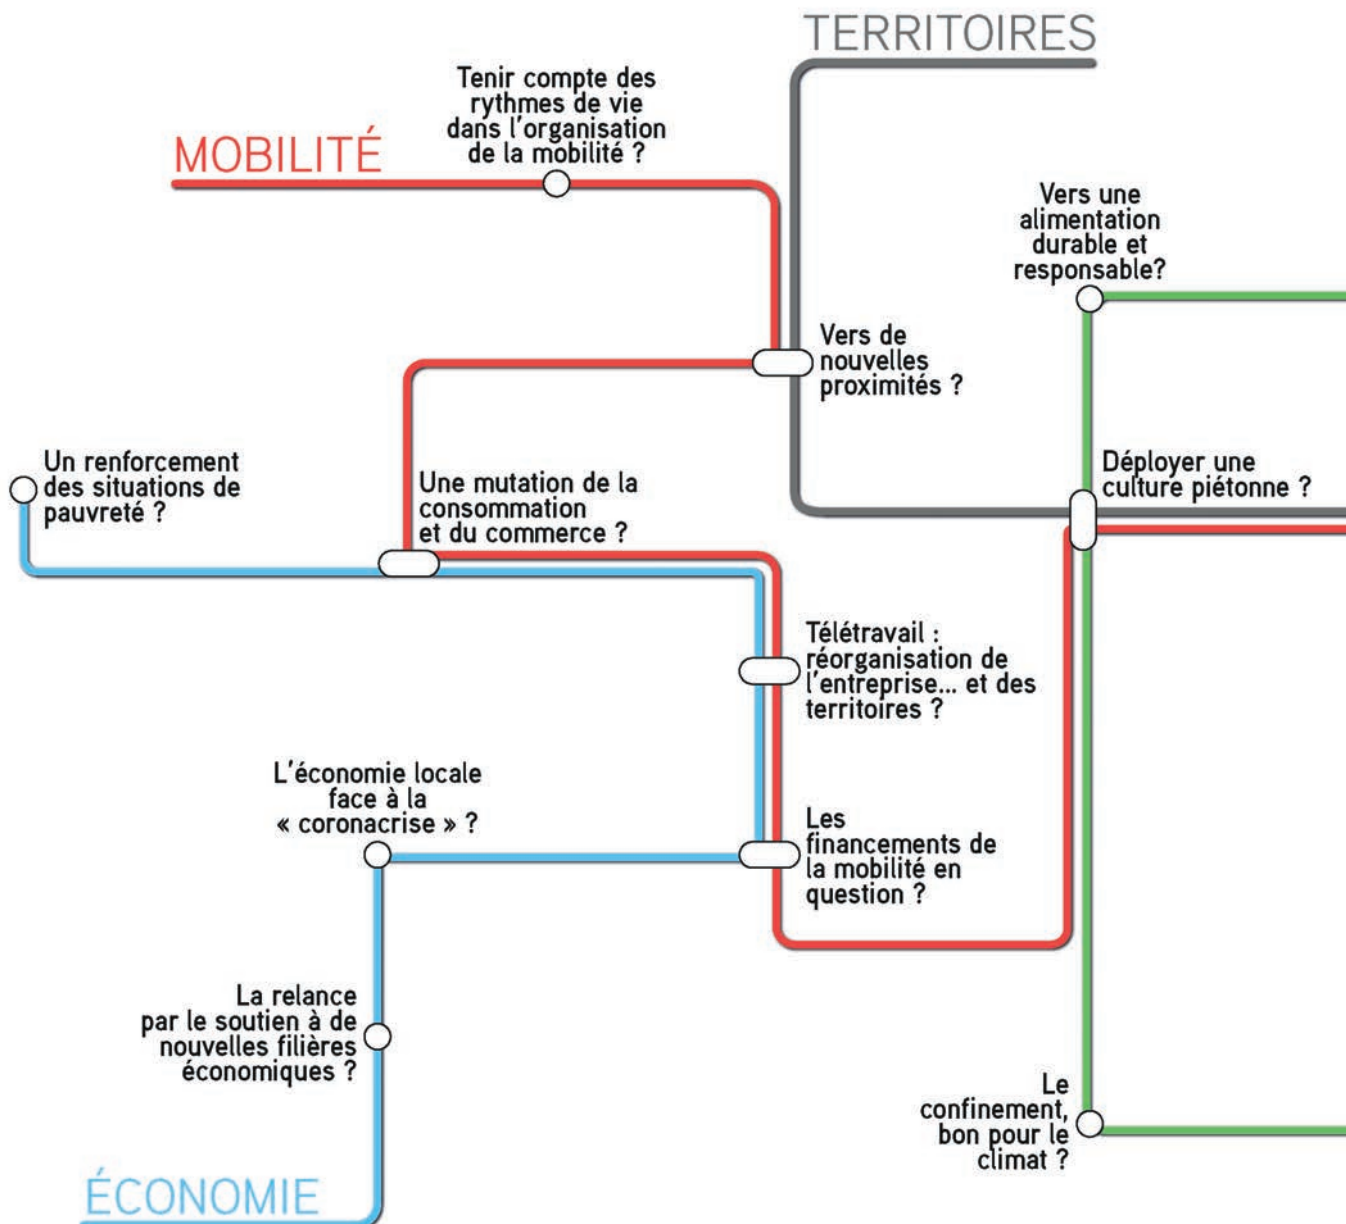 TERRITOIRES
Tenir compte des
rythmes de vie
dans l'organisation
de la mobilité ?
MOBILITÉ
Vers une
alimentation
durable et
responsable?
Vers de
nouvelles
proximités ?
Un renforcement
des situations de
pauvreté ?
Une mutation de la
consommation
et du commerce ?
Déployer une
culture piétonne ?
Télétravail :
réorganisation de
l'entreprise... et des
territoires ?
L'économie locale
face à la
« coronacrise » ?
Les
financements de
la mobilité en
question ?
La relance
par le soutien à de
nouvelles filières
économiques ?
Le
confinement,
bon pour le
climat ?
ÉCONOMIE